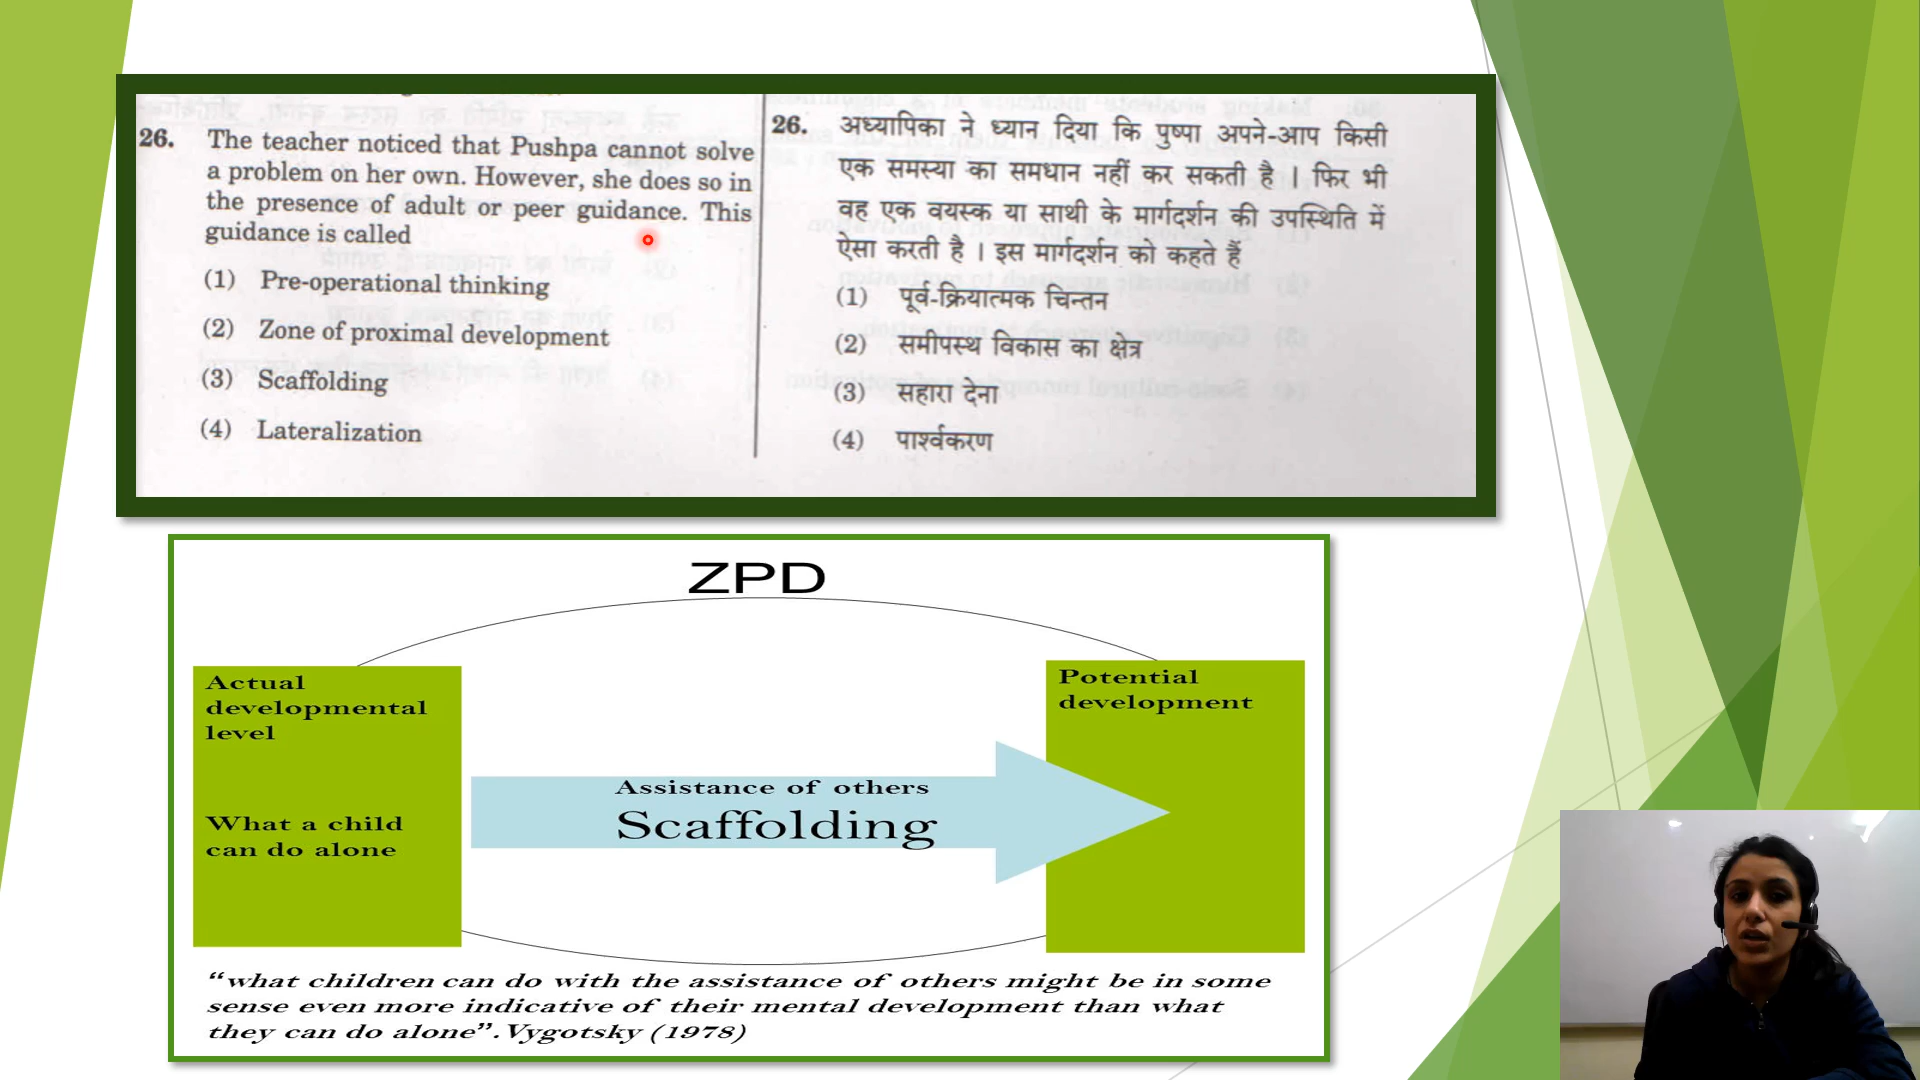 26. The teacher noticed that Pushpa cannot solve
a problem on her own. However, she does so in
the presence of adult or peer guidance. This
guidance is called
(1) Pre-operational thinking
(2) Zone of proximal development
(3) Scaffolding
(4) Lateralization
26. अध्यापिका ने ध्यान दिया कि पुष्पा अपने-आप किसी
एक समस्या का समधान नहीं कर सकती है । फिर भी
वह एक वयस्क या साथी के मार्गदर्शन की उपस्थिति में
ऐसा करती है । इस मार्गदर्शन को कहते हैं
(1) पूर्व-क्रियात्मक चिन्तन
(2) समीपस्थ विकास का क्षेत्र
(3) सहारा देना
(4) पार्श्वकरण
ZPD
Actual
developmental
level
What a child
can do alone
Assistance of others
Scaffolding
Potential
development
“what children can do with the assistance of others might be in some
sense even more indicative of their mental development than what
they can do alone”.Vygotsky (1978)